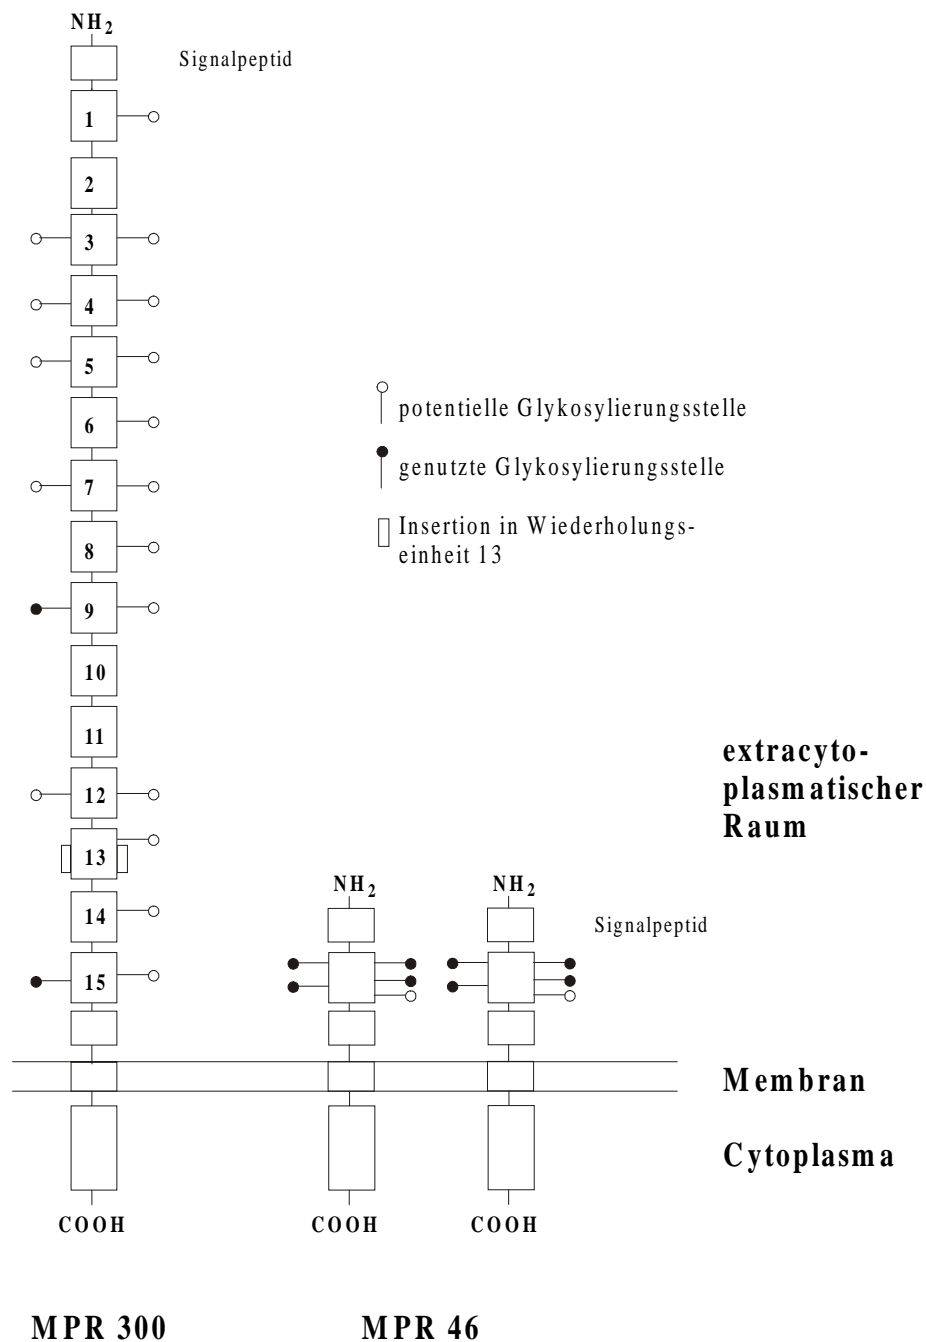 NH2
Signalpeptid
1
2
3
4
5
6
7
8
9
10
11
12
13
14
15
COOH
potentielle Glykosylierungsstelle
genutzte Glykosylierungsstelle
Insertion in Wiederholungs-
einheit 13
extracyto-
plasmatischer
Raum
NH2
NH2
Signalpeptid
Membran
Cytoplasma
COOH
COOH
MPR 300
MPR 46